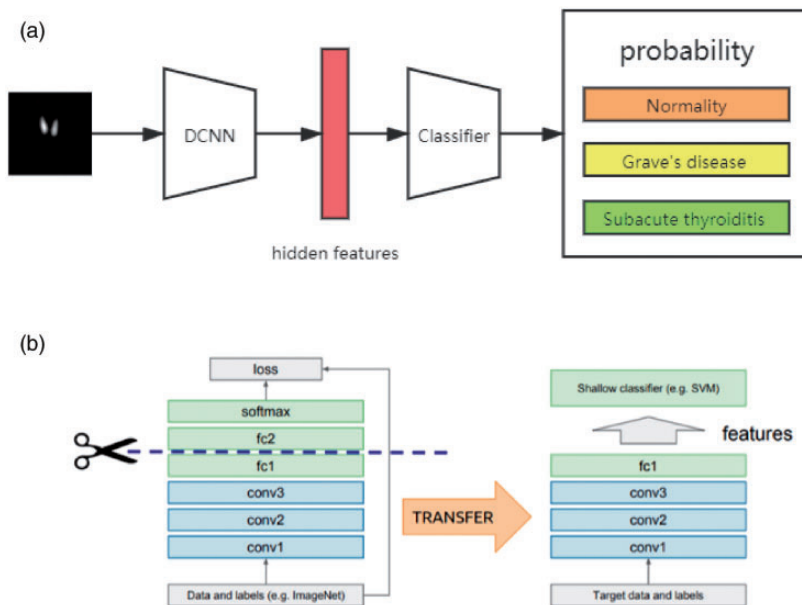 (a)
probability
DCNN
Classifier
Normality
Grave's disease
Subacute thyroiditis
hidden features
(b)
loss
softmax
fc2
fc1
conv3
conv2
conv1
Data and labels (e.g. ImageNet)
TRANSFER
Shallow classifier (e.g. SVM)
features
fc1
conv3
conv2
conv1
Target data and labels